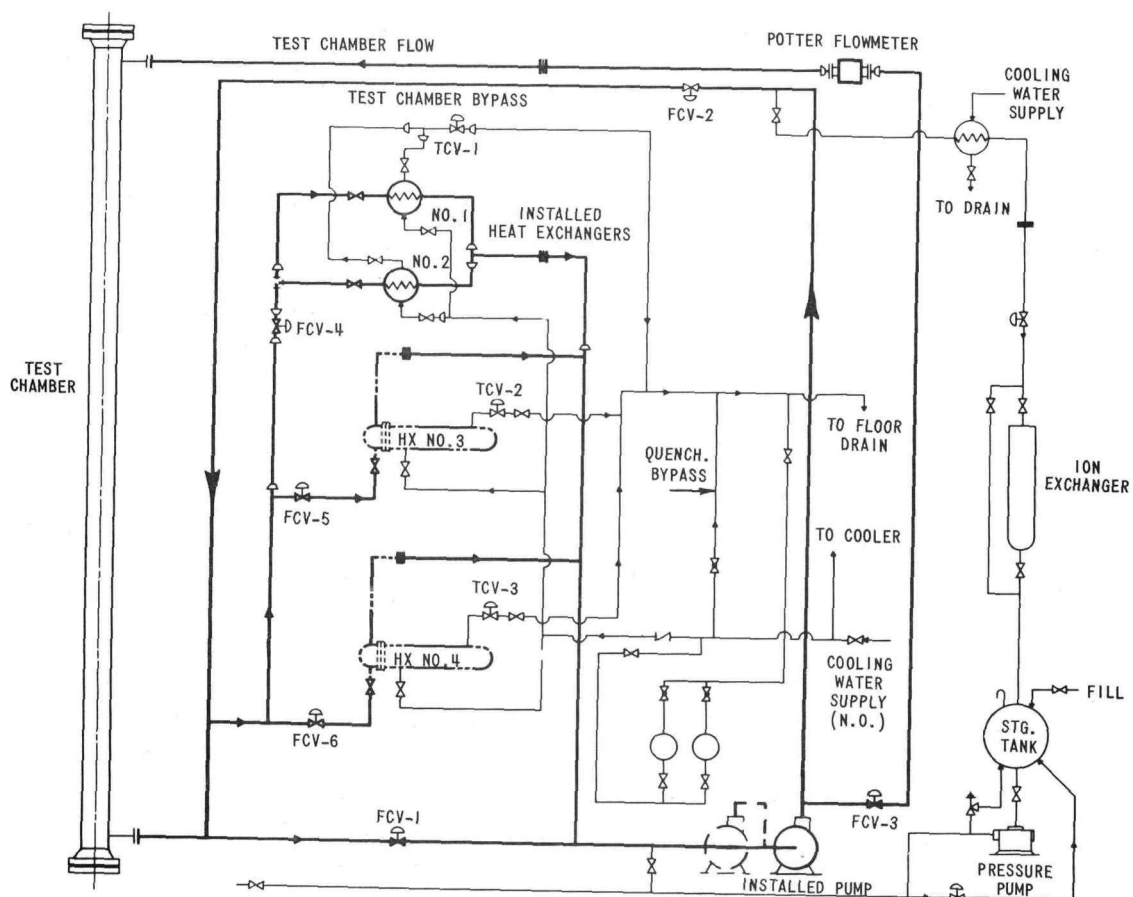 TEST CHAMBER FLOW
POTTER FLOWMETER
COOLING
WATER
SUPPLY
TEST CHAMBER BYPASS
FCV-2
TCV-1
TO DRAIN
NO.1
INSTALLED
HEAT EXCHANGERS
NO.2
FCV-4
TEST
CHAMBER
TCV-2
HX NO.3
TO FLOOR
DRAIN
QUENCH.
BYPASS
ION
EXCHANGER
FCV-5
TO COOLER
TCV-3
HX NO.4
COOLING
WATER
SUPPLY
(N.O.)
FILL
STG.
TANK
FCV-6
FCV-1
FCV-3
INSTALLED PUMP
PRESSURE
PUMP